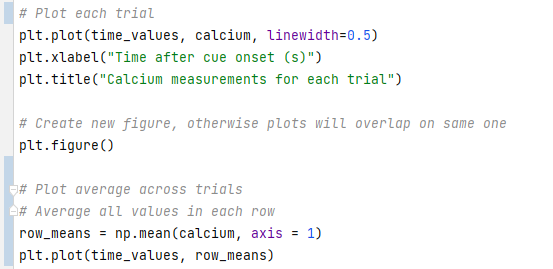 # Plot each trial
plt.plot(time_values, calcium, linewidth=0.5)
plt.xlabel("Time after cue onset (s)")
plt.title("Calcium measurements for each trial")
# Create new figure, otherwise plots will overlap on same one
plt.figure()
# Plot average across trials
# Average all values in each row
row_means = np.mean(calcium, axis = 1)
plt.plot(time_values, row_means)